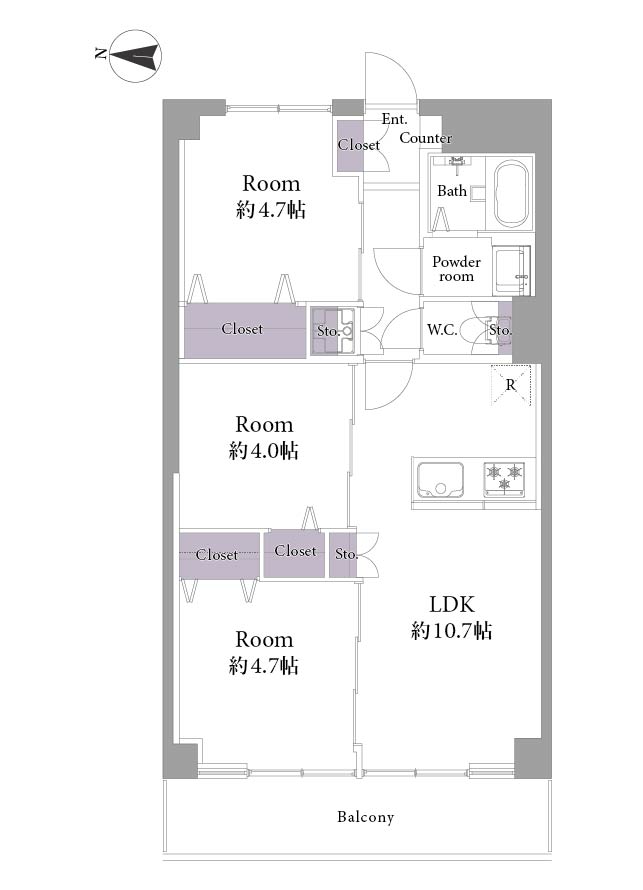 N
Ent.
Counter
Closet
Room
約4.7帖
Bath
Powder
room
Closet
Sto.
W.C.
Sto.
R
Room
約4.0帖
Closet
Closet
Sto.
LDK
約10.7帖
Room
約4.7帖
Balcony